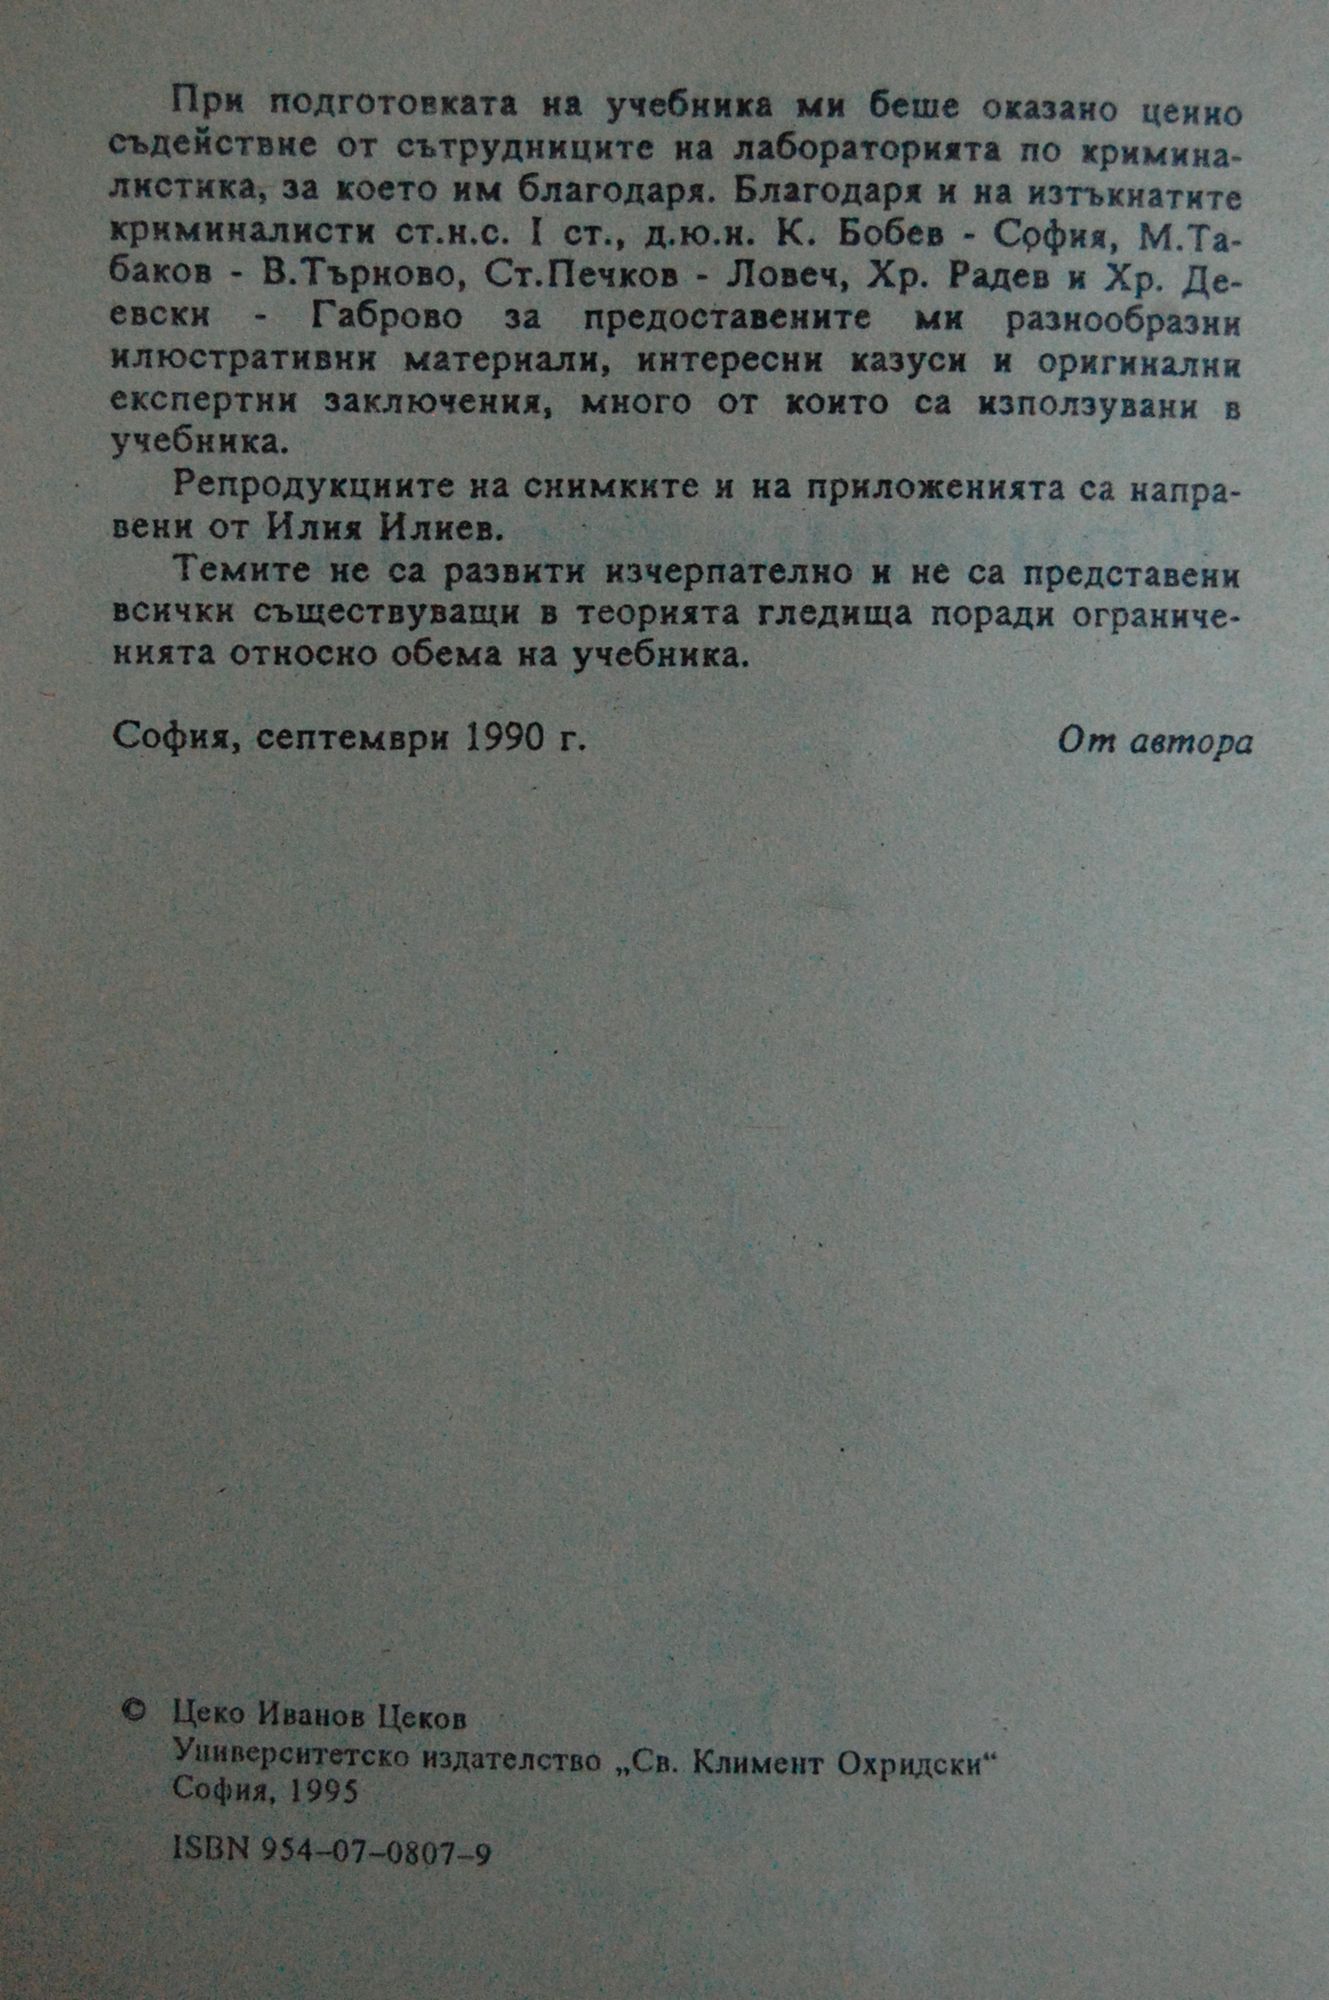 При подготовката на учебника ми беше оказано ценно
съдействие от сътрудниците на лабораторията по кримина-
листика, за което им благодаря. Благодаря и на изтъкнатите
криминалисти ст.н.с. I ст., д.ю.н. К. Бобев - София, М.Та-
баков - В.Търново, Ст.Печков - Ловеч, Хр. Радев и Хр. Де-
евски - Габрово за предоставените ми разнообразни
илюстративни материали, интересни казуси и оригинални
експертни заключения, много от които са използувани в
учебника.
Репродукциите на снимките и на приложенията са напра-
вени от Илия Илиев.
Темите не са развити изчерпателно и не са представени
всички съществуващи в теорията гледища поради ограниче-
нията относно обема на учебника.
София, септември 1990 г. От автора
© Цеко Иванов Цеков
Университетско издателство „Св. Климент Охридски“
София, 1995
ISBN 954–07–0807–9